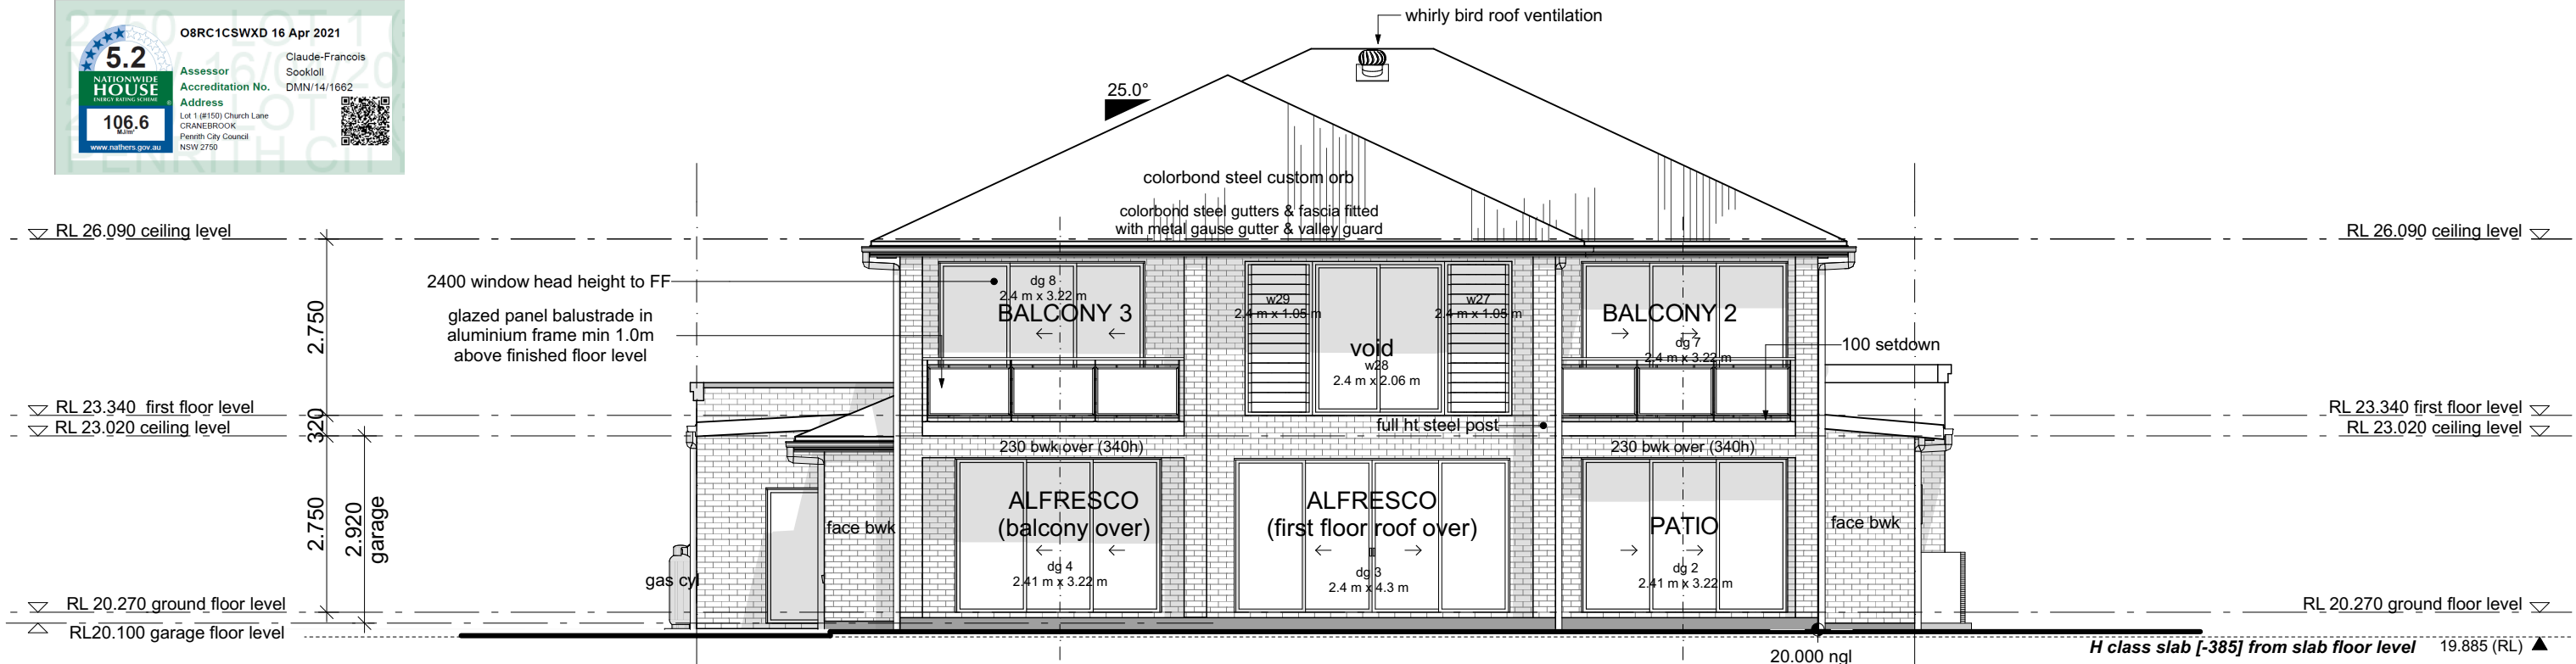 O8RC1CSWXD 16 Apr 2021
5.2
NATIONWIDE
HOUSE
ENERGY RATING SCHEME
106.6
MJ/m²
www.nathers.gov.au
Assessor
Claude-Francois
Sookloll
Accreditation No.
DMN/14/1662
Address
Lot 1 (#150) Church Lane
CRANEBROOK
Penrith City Council
NSW 2750
whirly bird roof ventilation
25.0°
colorbond steel custom orb
colorbond steel gutters & fascia fitted
with metal gause gutter & valley guard
RL 26.090 ceiling level
RL 26.090 ceiling level
2400 window head height to FF
glazed panel balustrade in
aluminium frame min 1.0m
above finished floor level
dg 8
2.4 m x 3.22 m
BALCONY 3
w29
2.4 m x 1.05 m
w27
2.4 m x 1.05 m
void
w28
2.4 m x 2.06 m
BALCONY 2
dg 7
2.4 m x 3.22 m
100 setdown
2.750
RL 23.340 first floor level
RL 23.340 first floor level
320
RL 23.020 ceiling level
RL 23.020 ceiling level
full ht steel post
230 bwk over (340h)
230 bwk over (340h)
2.750
2.920
garage
gas cyl
face bwk
ALFRESCO
(balcony over)
dg 4
2.41 m x 3.22 m
ALFRESCO
(first floor roof over)
dg 3
2.4 m x 4.3 m
PATIO
dg 2
2.41 m x 3.22 m
face bwk
RL 20.270 ground floor level
RL 20.270 ground floor level
RL20.100 garage floor level
H class slab [-385] from slab floor level
19.885 (RL)
20.000 ngl